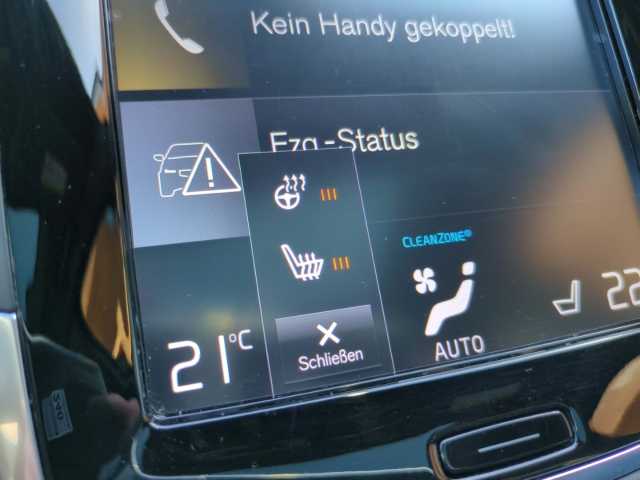 Kein Handy gekoppelt!
Fzg.-Status
CLEANZONE®
21°C
Schließen
AUTO
22